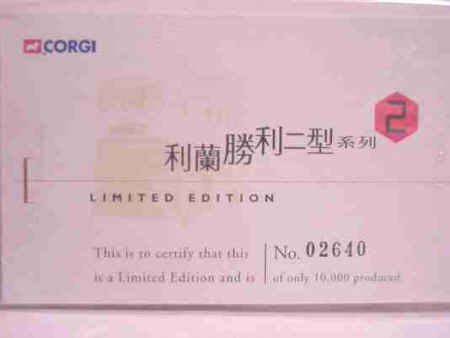 CORGI
利蘭勝利二型系列 2
LIMITED EDITION
This is to certify that this
is a Limited Edition and is
No. 02640
of only 10,000 produced.